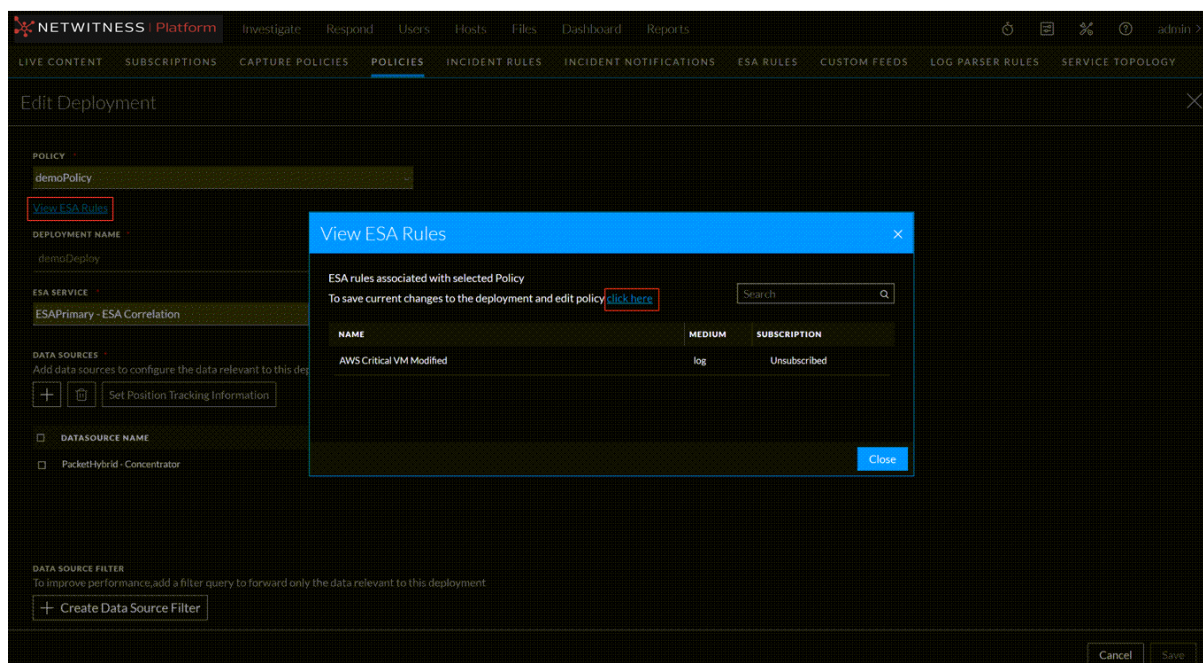 NETWITNESS Platform Investigate Respond Users Hosts Files Dashboard Reports admin >
LIVE CONTENT SUBSCRIPTIONS CAPTURE POLICIES POLICIES INCIDENT RULES INCIDENT NOTIFICATIONS ESA RULES CUSTOM FEEDS LOG PARSER RULES SERVICE TOPOLOGY
Edit Deployment
POLICY *
demoPolicy
View ESA Rules
DEPLOYMENT NAME *
demoDeploy
ESA SERVICE *
ESAPrimary - ESA Correlation
DATA SOURCES *
Add data sources to configure the data relevant to this dep
Set Position Tracking Information
DATASOURCE NAME
PacketHybrid - Concentrator
View ESA Rules
ESA rules associated with selected Policy
To save current changes to the deployment and edit policy click here
Search
NAME MEDIUM SUBSCRIPTION
AWS Critical VM Modified log Unsubscribed
Close
DATA SOURCE FILTER
To improve performance,add a filter query to forward only the data relevant to this deployment
+ Create Data Source Filter
Cancel Save